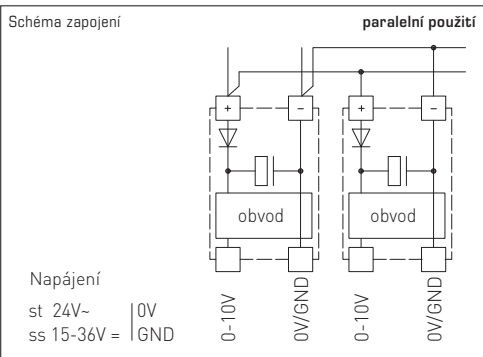 Schéma zapojení
paralelní použití
+ − + −
obvod obvod
Napájení
st 24V~ 0V
ss 15-36V = GND
0-10V
0V/GND
0-10V
0V/GND